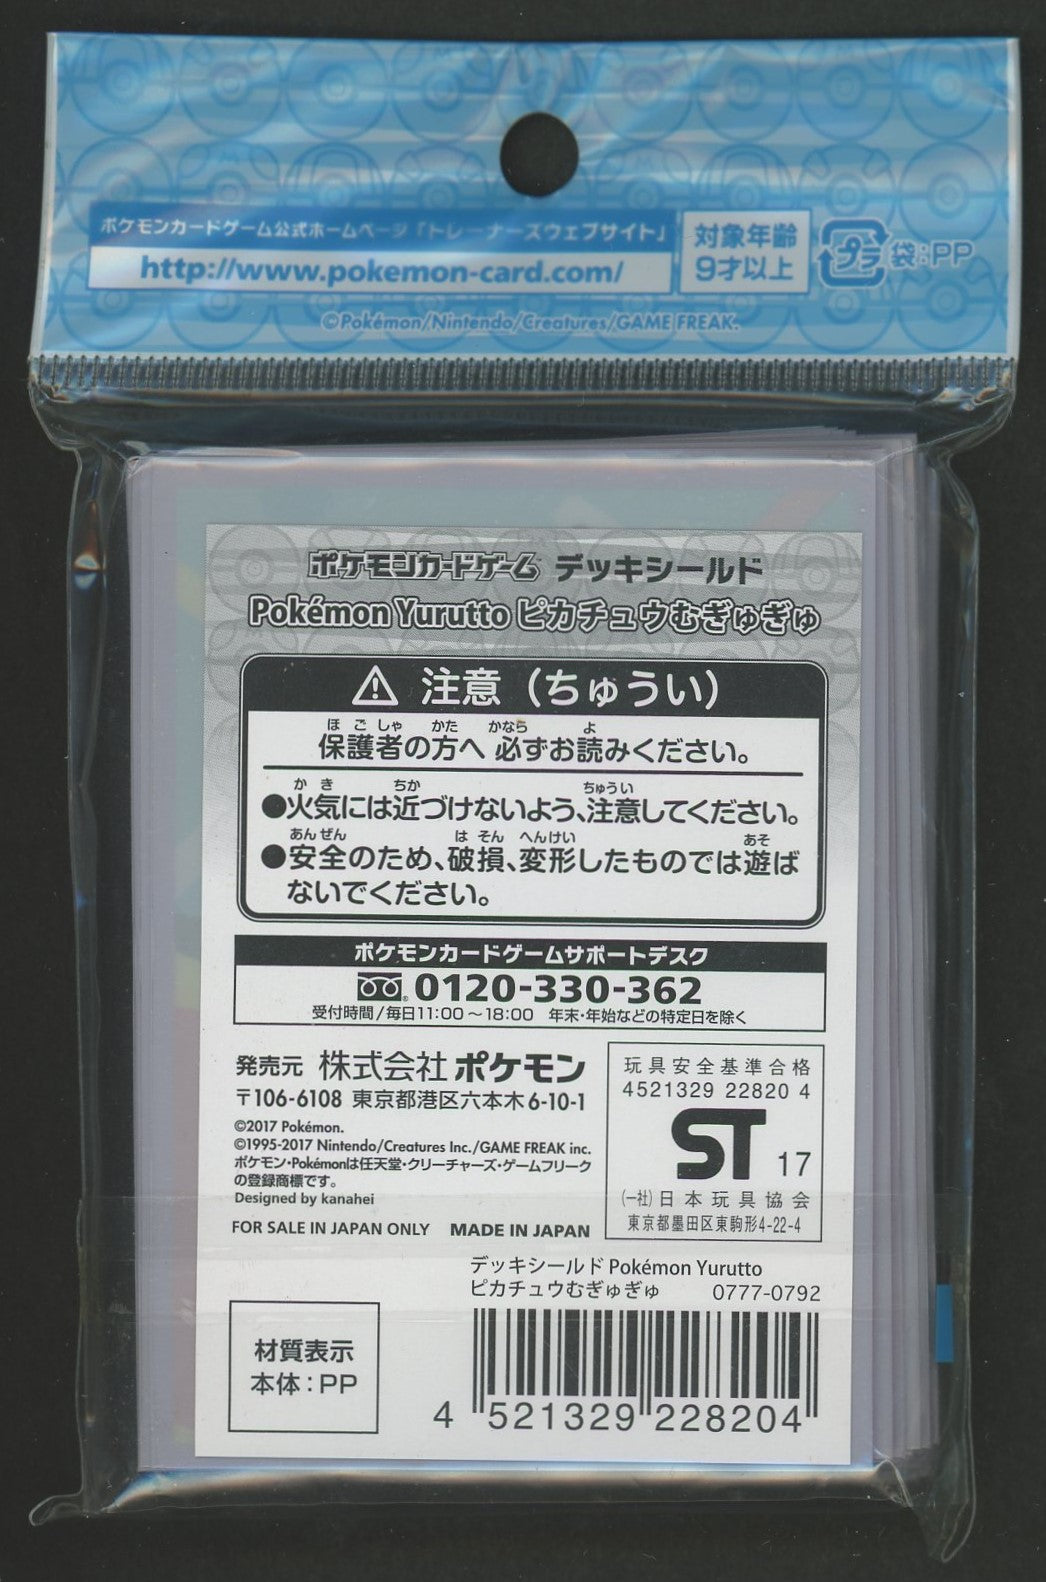 ポケモンカードゲーム公式ホームページ「トレーナーズウェブサイト」
http://www.pokemon-card.com/
対象年齢
9才以上
プラ 袋:PP
©Pokémon/Nintendo/Creatures/GAME FREAK.
ポケモンカードゲーム デッキシールド
Pokémon Yurutto ピカチュウむぎゅぎゅ
注意(ちゅうい)
ほごしゃ かた かなら よ
保護者の方へ 必ずお読みください。
かき ちか ちゅうい
●火気には近づけないよう、注意してください。
あんぜん はそん へんけい あそ
●安全のため、破損、変形したものでは遊ば
ないでください。
ポケモンカードゲームサポートデスク
0120-330-362
受付時間/毎日11:00~18:00 年末・年始などの特定日を除く
発売元 株式会社 ポケモン
〒106-6108 東京都港区六本木6-10-1
©2017 Pokémon.
©1995-2017 Nintendo/Creatures Inc./GAME FREAK inc.
ポケモン・Pokémonは任天堂・クリーチャーズ・ゲームフリーク
の登録商標です。
Designed by kanahei
FOR SALE IN JAPAN ONLY MADE IN JAPAN
玩具安全基準合格
4521329 22820 4
ST 17
(一社)日本玩具協会
東京都墨田区東駒形4-22-4
デッキシールド Pokémon Yurutto
ピカチュウむぎゅぎゅ 0777-0792
材質表示
本体:PP
4 521329 228204